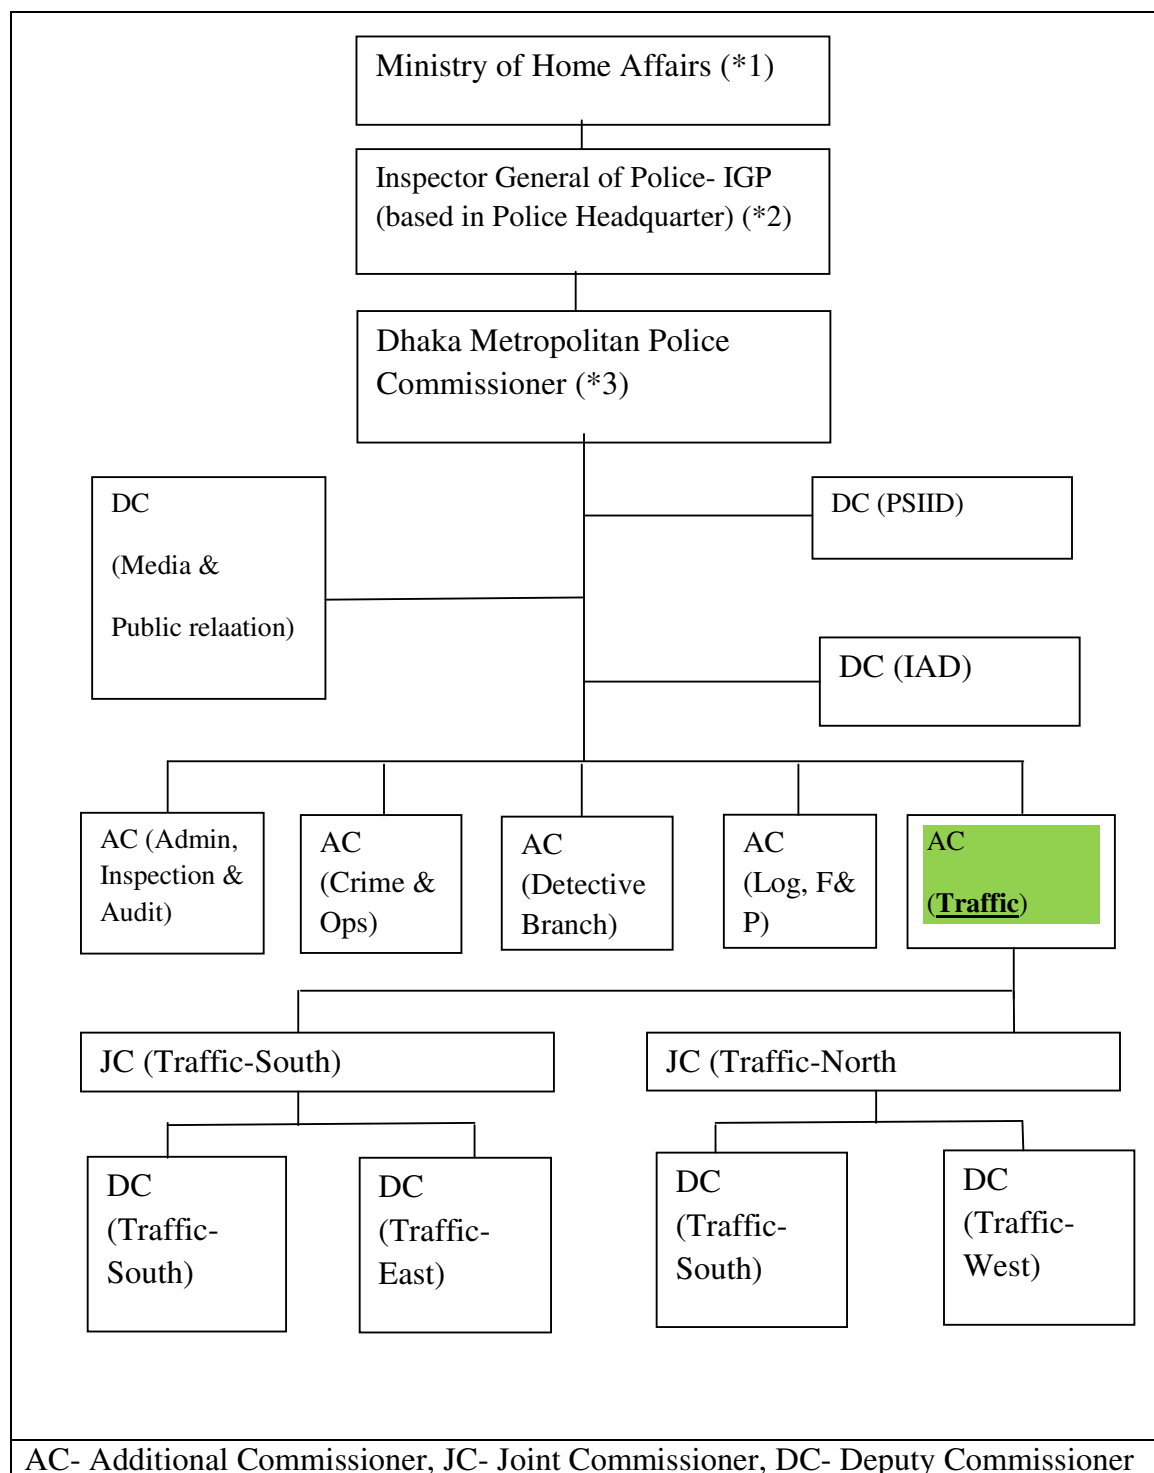 Ministry of Home Affairs (*1)
Inspector General of Police- IGP
(based in Police Headquarter) (*2)
Dhaka Metropolitan Police
Commissioner (*3)
DC
(Media &
Public relaation)
DC (PSIID)
DC (IAD)
AC (Admin,
Inspection &
Audit)
AC
(Crime &
Ops)
AC
(Detective
Branch)
AC
(Log, F&
P)
AC
(Traffic)
JC (Traffic-South)
JC (Traffic-North
DC
(Traffic-
South)
DC
(Traffic-
East)
DC
(Traffic-
South)
DC
(Traffic-
West)
AC- Additional Commissioner, JC- Joint Commissioner, DC- Deputy Commissioner